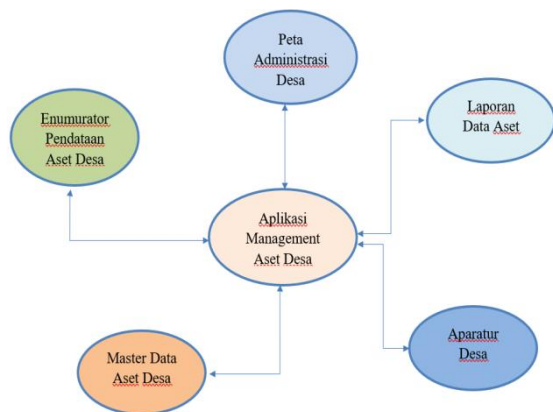 Peta
Administrasi
Desa
Enumurator
Pendataan
Aset Desa
Laporan
Data Aset
Aplikasi
Management
Aset Desa
Master Data
Aset Desa
Aparatur
Desa